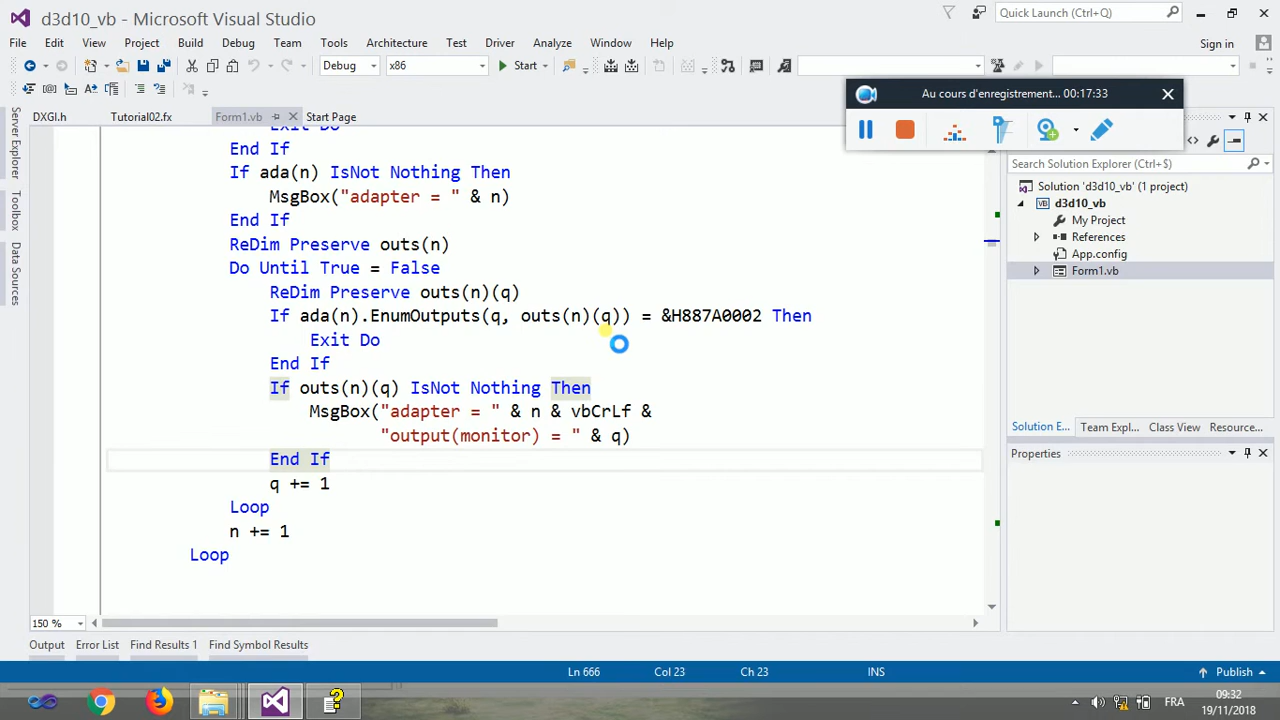 d3d10_vb - Microsoft Visual Studio
Quick Launch (Ctrl+Q)
File Edit View Project Build Debug Team Tools Architecture Test Driver Analyze Window Help
Sign in
Debug x86 Start
Au cours d'enregistrement... 00:17:33
DXGI.h Tutorial02.fx Form1.vb Start Page
Server Explorer
Toolbox
Data Sources
Exit Do
End If
If ada(n) IsNot Nothing Then
MsgBox("adapter = " & n)
End If
ReDim Preserve outs(n)
Do Until True = False
ReDim Preserve outs(n)(q)
If ada(n).EnumOutputs(q, outs(n)(q)) = &H887A0002 Then
Exit Do
End If
If outs(n)(q) IsNot Nothing Then
MsgBox("adapter = " & n & vbCrLf &
"output(monitor) = " & q)
End If
q += 1
Loop
n += 1
Loop
150 %
Search Solution Explorer (Ctrl+$)
Solution 'd3d10_vb' (1 project)
d3d10_vb
My Project
References
App.config
Form1.vb
Solution E... Team Expl... Class View Resource...
Properties
Output Error List Find Results 1 Find Symbol Results
Ln 666 Col 23 Ch 23 INS Publish
FRA
09:32
19/11/2018